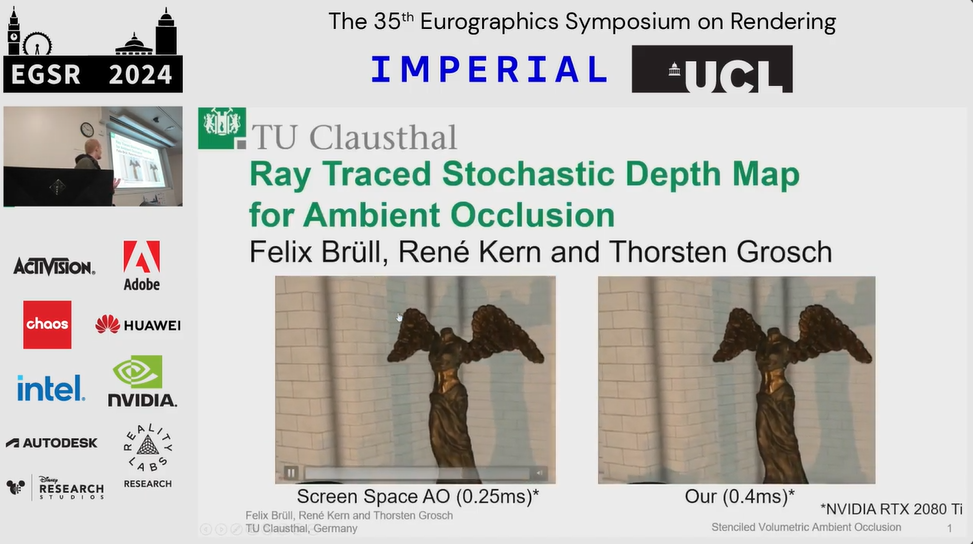 The 35th Eurographics Symposium on Rendering
EGSR 2024
IMPERIAL
UCL
TU Clausthal
Ray Traced Stochastic Depth Map
for Ambient Occlusion
Felix Brüll, René Kern and Thorsten Grosch
ACTIVISION®
Adobe
chaos
HUAWEI
intel.
NVIDIA.
AUTODESK
REALITY LABS
RESEARCH
Disney
RESEARCH
STUDIOS
Screen Space AO (0.25ms)*
Our (0.4ms)*
*NVIDIA RTX 2080 Ti
Felix Brüll, René Kern and Thorsten Grosch
TU Clausthal, Germany
Stenciled Volumetric Ambient Occlusion
1